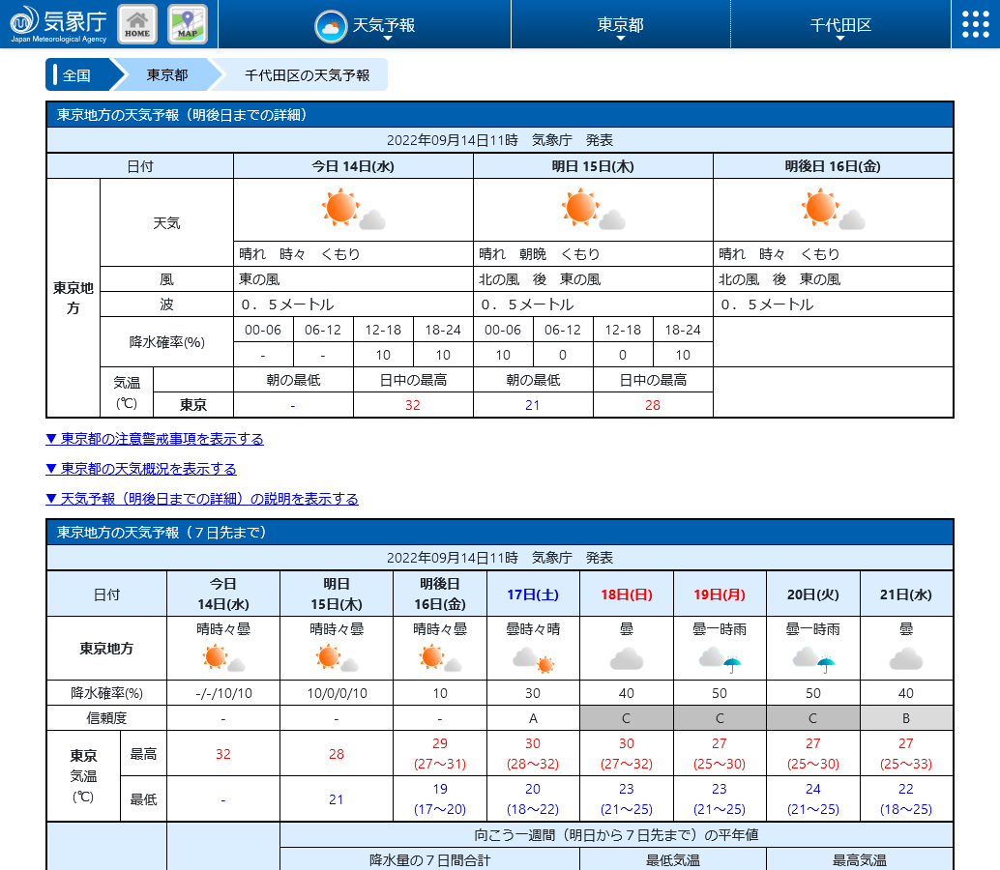 気象庁
Japan Meteorological Agency
HOME
MAP
天気予報
東京都
千代田区
全国
東京都
千代田区の天気予報
東京地方の天気予報（明後日までの詳細）
2022年09月14日11時　気象庁　発表
日付 今日 14日(水) 明日 15日(木) 明後日 16日(金)
東京地方
天気
晴れ　時々　くもり 晴れ　朝晩　くもり 晴れ　時々　くもり
風 東の風 北の風　後　東の風 北の風　後　東の風
波 ０．５メートル ０．５メートル ０．５メートル
降水確率(%)
00-06 06-12 12-18 18-24 00-06 06-12 12-18 18-24
- - 10 10 10 0 0 10
気温(℃)
朝の最低 日中の最高 朝の最低 日中の最高
東京 - 32 21 28
▼ 東京都の注意警戒事項を表示する
▼ 東京都の天気概況を表示する
▼ 天気予報（明後日までの詳細）の説明を表示する
東京地方の天気予報（７日先まで）
2022年09月14日11時　気象庁　発表
日付 今日 14日(水) 明日 15日(木) 明後日 16日(金) 17日(土) 18日(日) 19日(月) 20日(火) 21日(水)
東京地方 晴時々曇 晴時々曇 晴時々曇 曇時々晴 曇 曇一時雨 曇一時雨 曇
降水確率(%) -/-/10/10 10/0/0/10 10 30 40 50 50 40
信頼度 - - - A C C C B
東京
気温
(℃)
最高 32 28 29 30 30 27 27 27
(27～31) (28～32) (27～32) (25～30) (25～30) (25～33)
最低 - 21 19 20 23 23 24 22
(17～20) (18～22) (21～25) (21～25) (21～25) (18～25)
向こう一週間（明日から７日先まで）の平年値
降水量の７日間合計 最低気温 最高気温